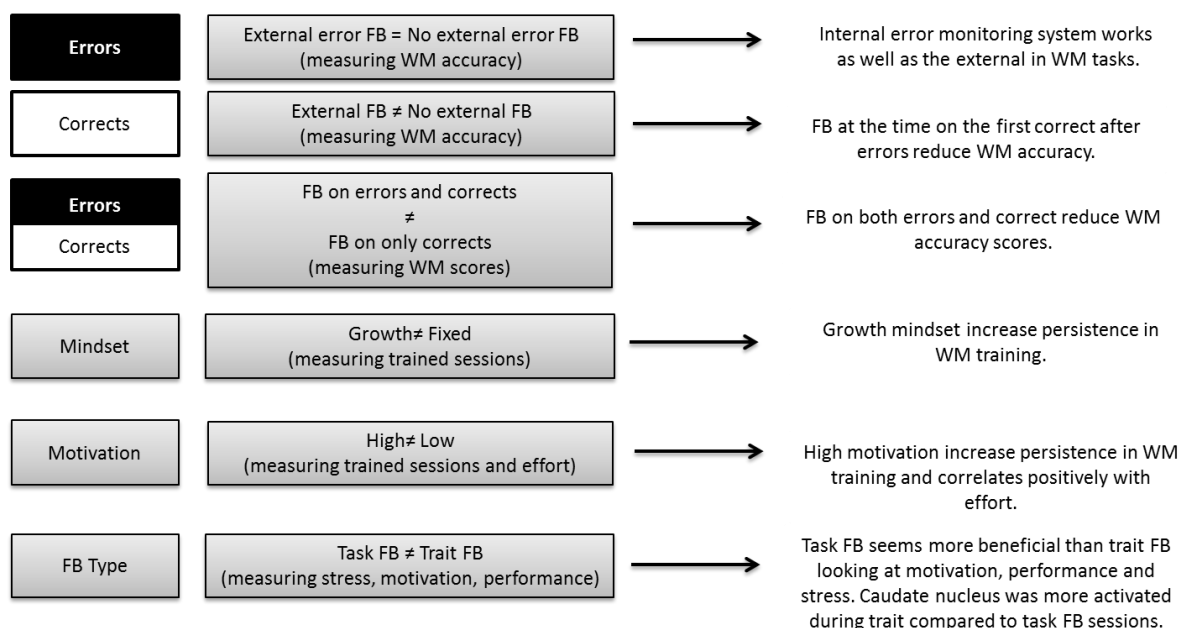 Errors
External error FB = No external error FB
(measuring WM accuracy)
Internal error monitoring system works
as well as the external in WM tasks.
Corrects
External FB ≠ No external FB
(measuring WM accuracy)
FB at the time on the first correct after
errors reduce WM accuracy.
Errors
Corrects
FB on errors and corrects
≠
FB on only corrects
(measuring WM scores)
FB on both errors and correct reduce WM
accuracy scores.
Mindset
Growth≠ Fixed
(measuring trained sessions)
Growth mindset increase persistence in
WM training.
Motivation
High≠ Low
(measuring trained sessions and effort)
High motivation increase persistence in WM
training and correlates positively with
effort.
FB Type
Task FB ≠ Trait FB
(measuring stress, motivation, performance)
Task FB seems more beneficial than trait FB
looking at motivation, performance and
stress. Caudate nucleus was more activated
during trait compared to task FB sessions.